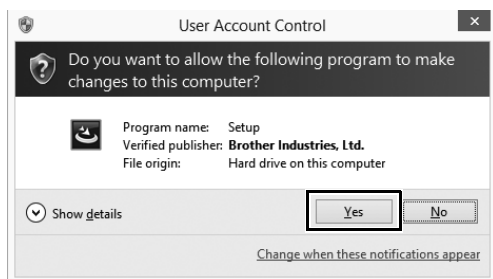 User Account Control
Do you want to allow the following program to make
changes to this computer?
Program name: Setup
Verified publisher: Brother Industries, Ltd.
File origin: Hard drive on this computer
Show details
Yes
No
Change when these notifications appear